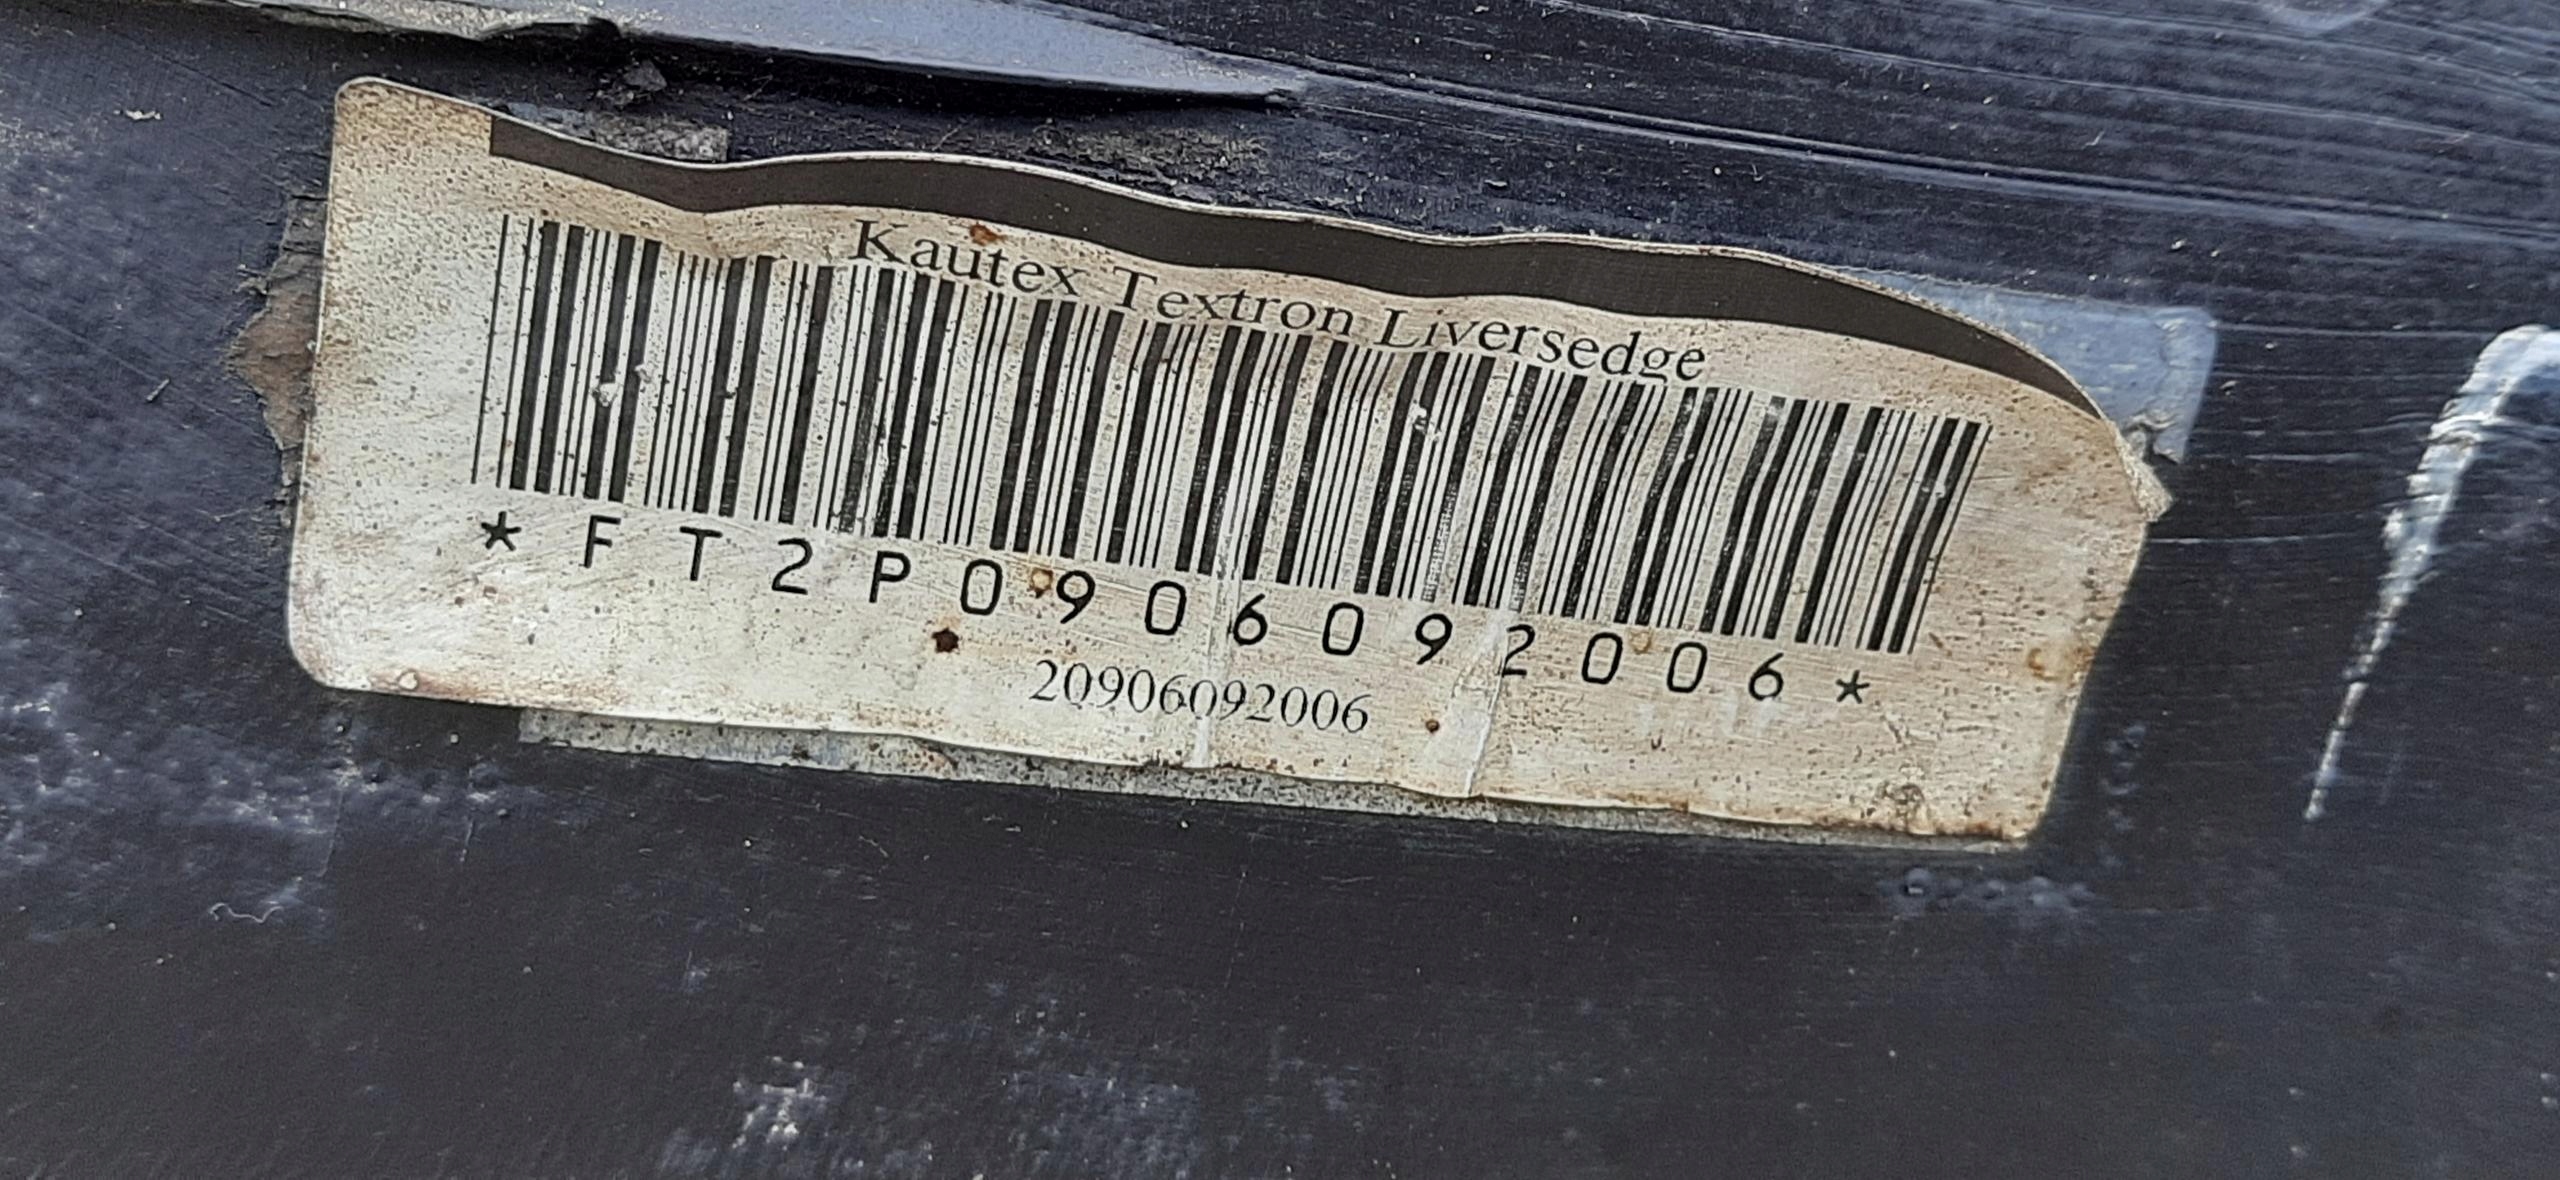 Kautex Textron Liversedge
*FT2P0906092006*
20906092006